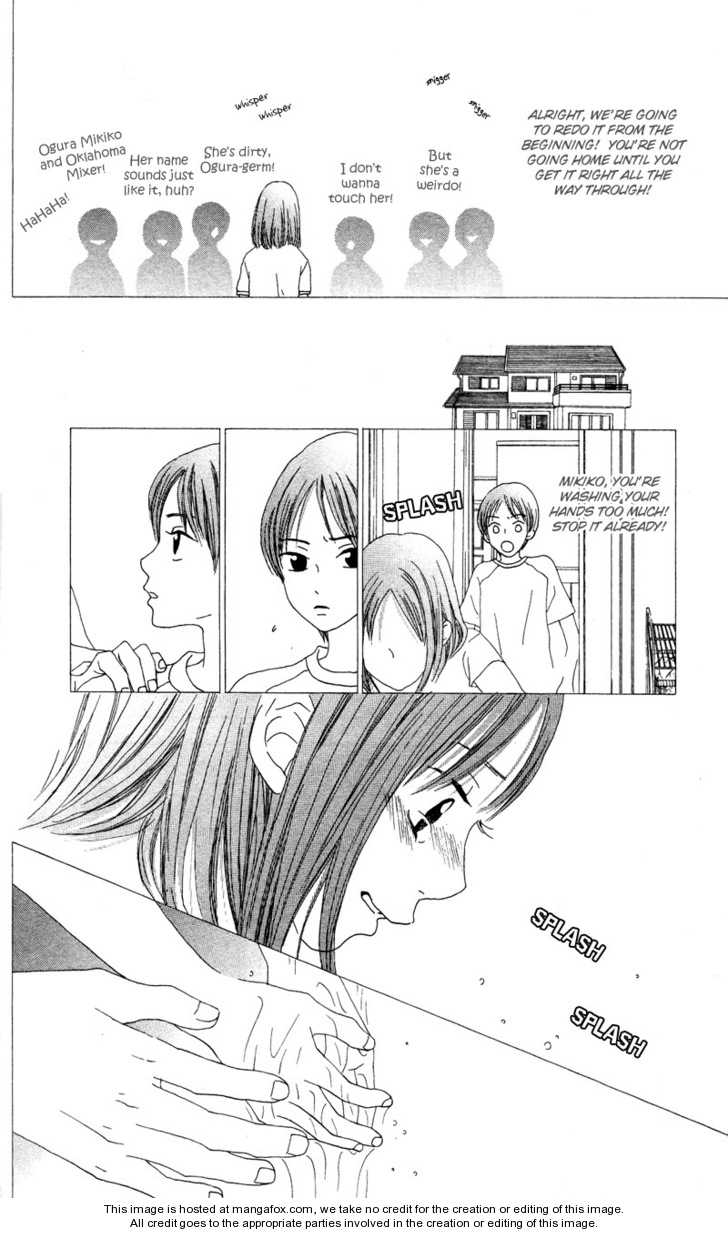 whisper
whisper
snigger
snigger
ALRIGHT, WE'RE GOING
TO REDO IT FROM THE
BEGINNING! YOU'RE NOT
GOING HOME UNTIL YOU
GET IT RIGHT ALL THE
WAY THROUGH!
Ogura Mikiko
and Oklahoma
Mixer!
HaHaHa!
Her name
sounds just
like it, huh?
She's dirty,
Ogura-germ!
I don't
wanna
touch her!
But
she's a
weirdo!
SPLASH
MIKIKO, YOU'RE
WASHING YOUR
HANDS TOO MUCH!
STOP IT ALREADY!
SPLASH
SPLASH
This image is hosted at mangafox.com, we take no credit for the creation or editing of this image.
All credit goes to the appropriate parties involved in the creation or editing of this image.